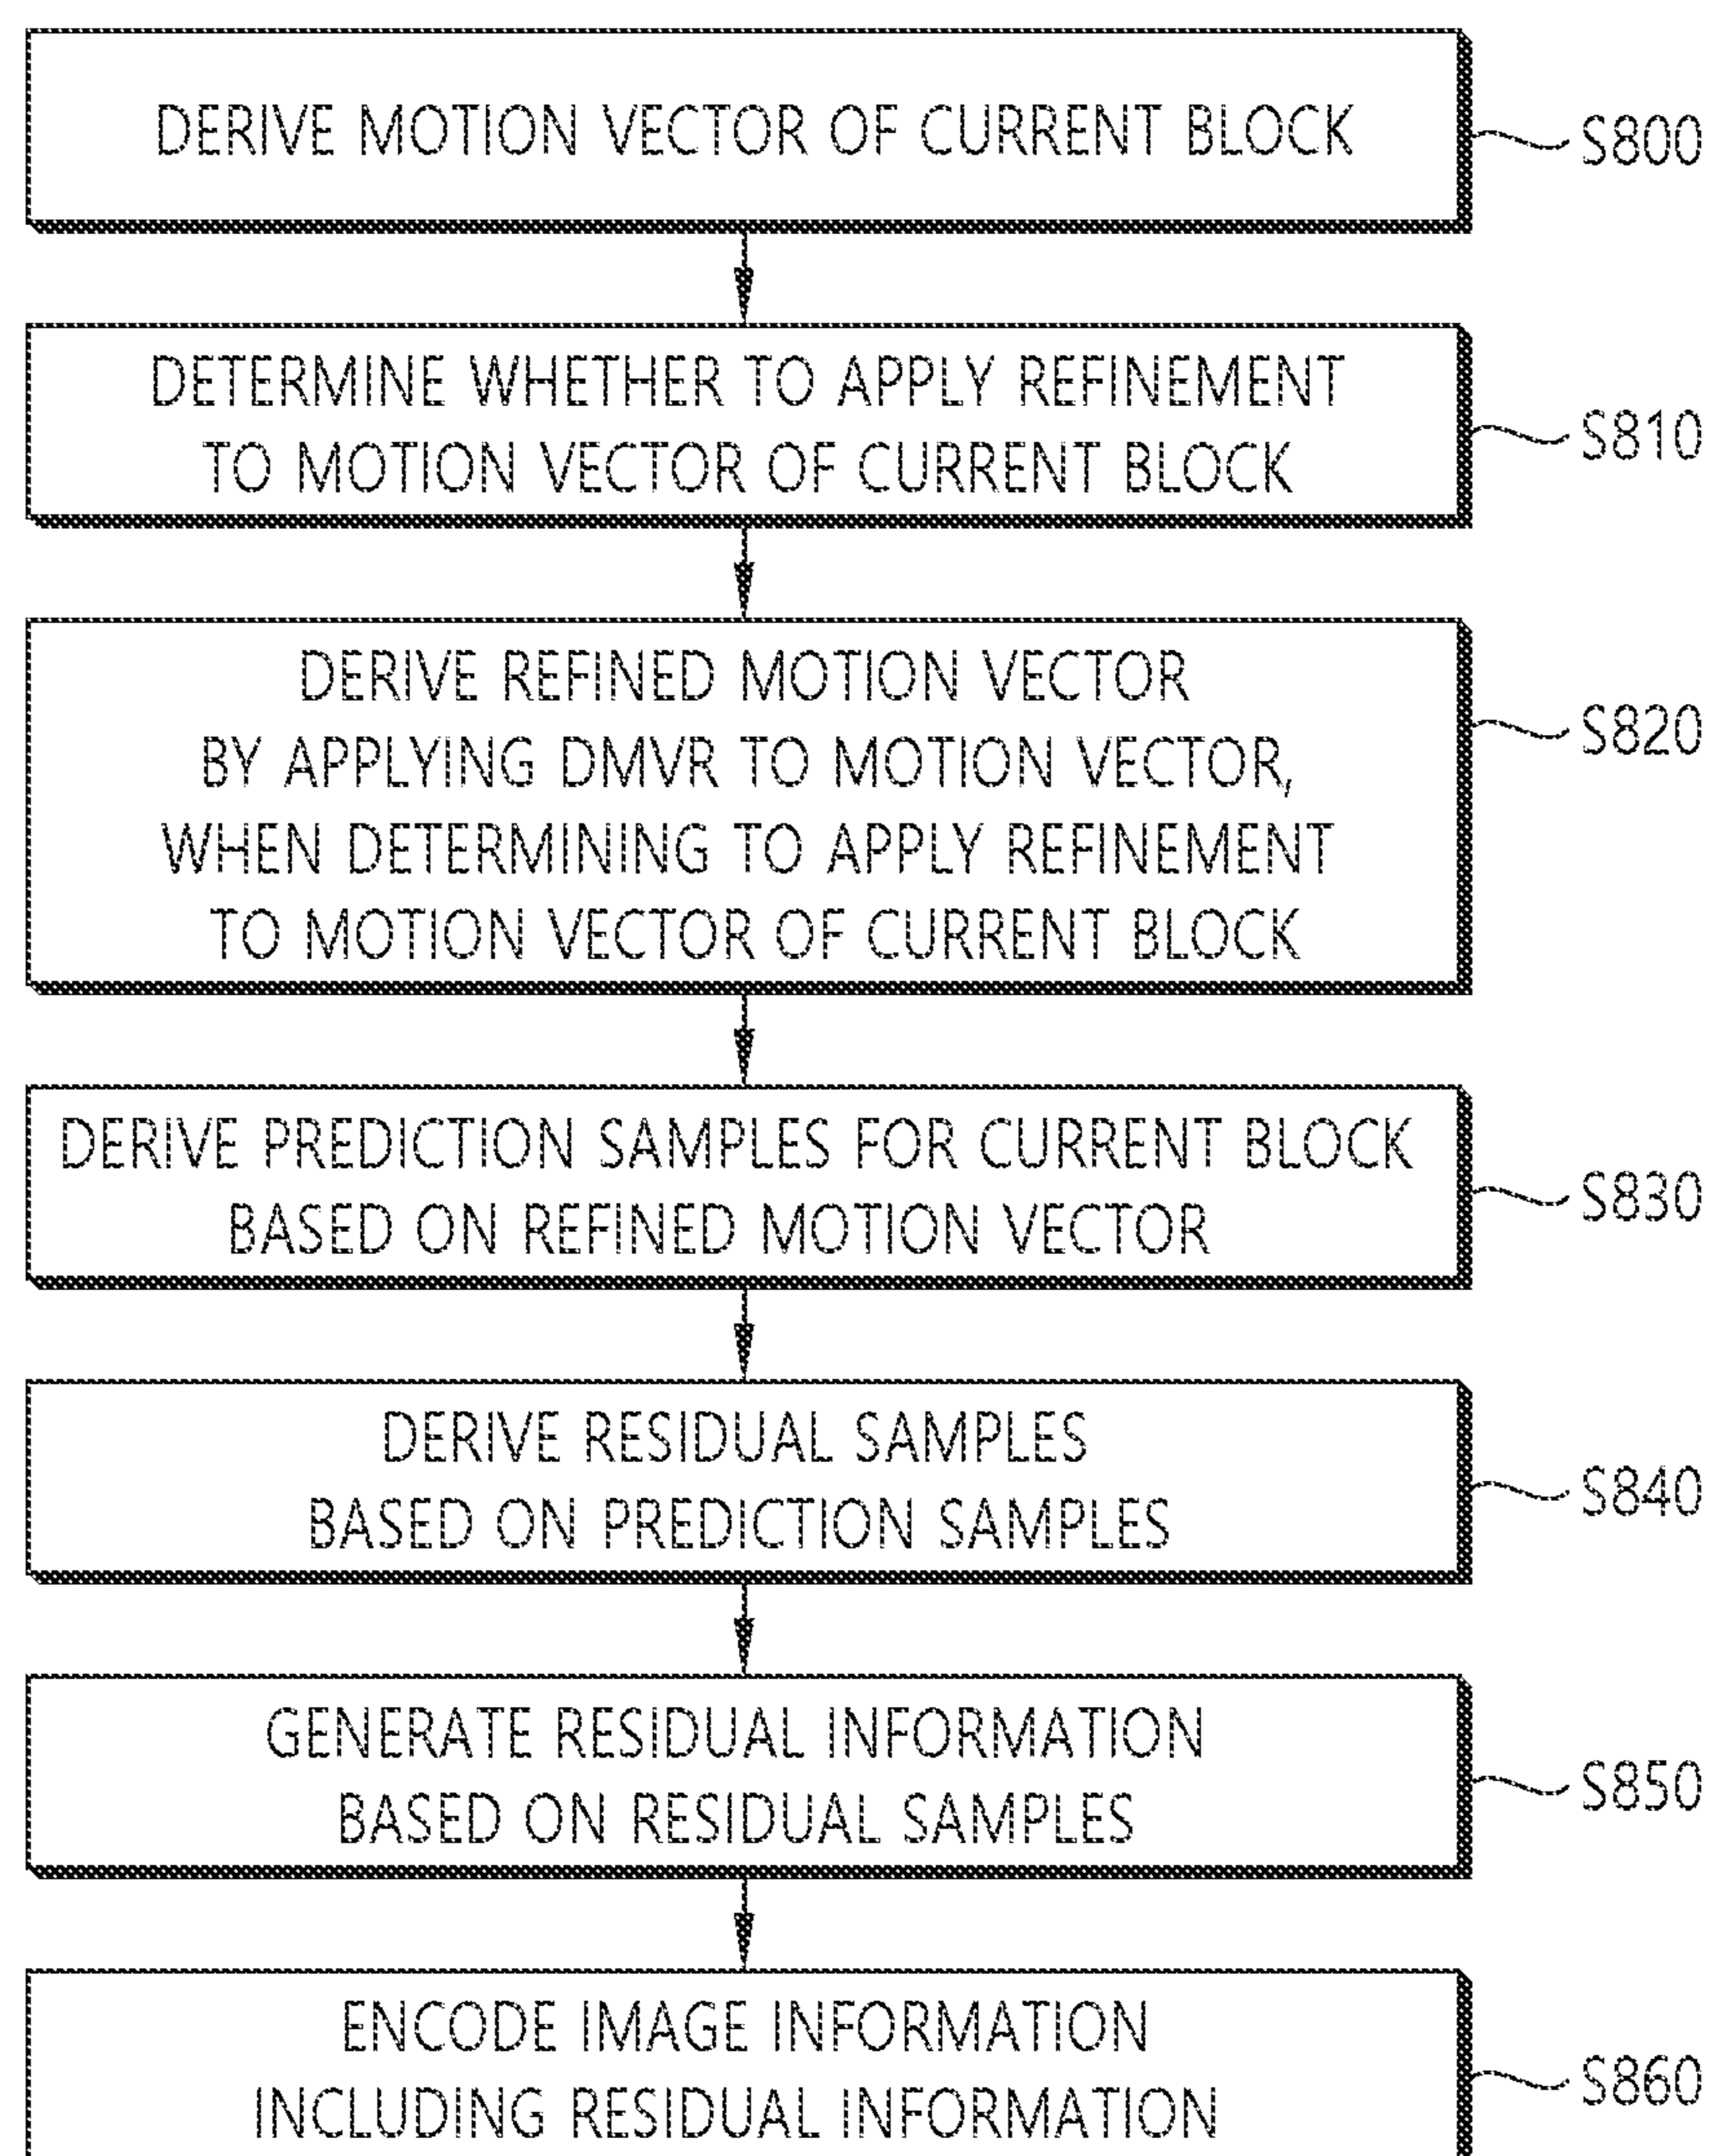 DERIVE MOTION VECTOR OF CURRENT BLOCK
S800
DETERMINE WHETHER TO APPLY REFINEMENT
TO MOTION VECTOR OF CURRENT BLOCK
S810
DERIVE REFINED MOTION VECTOR
BY APPLYING DMVR TO MOTION VECTOR,
WHEN DETERMINING TO APPLY REFINEMENT
TO MOTION VECTOR OF CURRENT BLOCK
S820
DERIVE PREDICTION SAMPLES FOR CURRENT BLOCK
BASED ON REFINED MOTION VECTOR
S830
DERIVE RESIDUAL SAMPLES
BASED ON PREDICTION SAMPLES
S840
GENERATE RESIDUAL INFORMATION
BASED ON RESIDUAL SAMPLES
S850
ENCODE IMAGE INFORMATION
INCLUDING RESIDUAL INFORMATION
S860